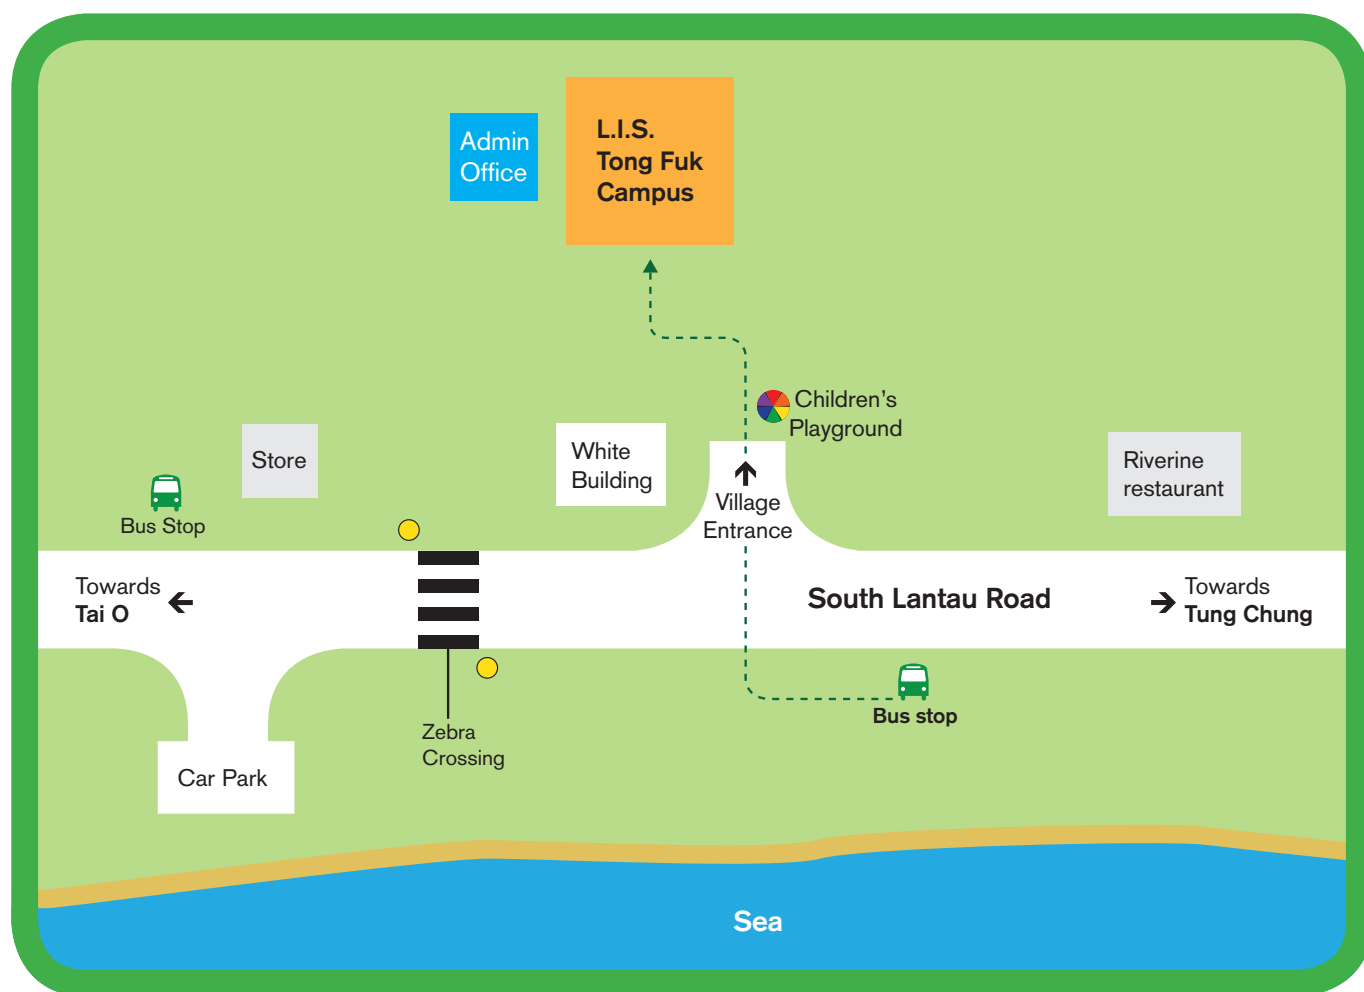 Admin
Office
L.I.S.
Tong Fuk
Campus
Children's
Playground
Store
White
Building
Riverine
restaurant
Bus Stop
Village
Entrance
Towards
Tai O
South Lantau Road
Towards
Tung Chung
Bus stop
Zebra
Crossing
Car Park
Sea